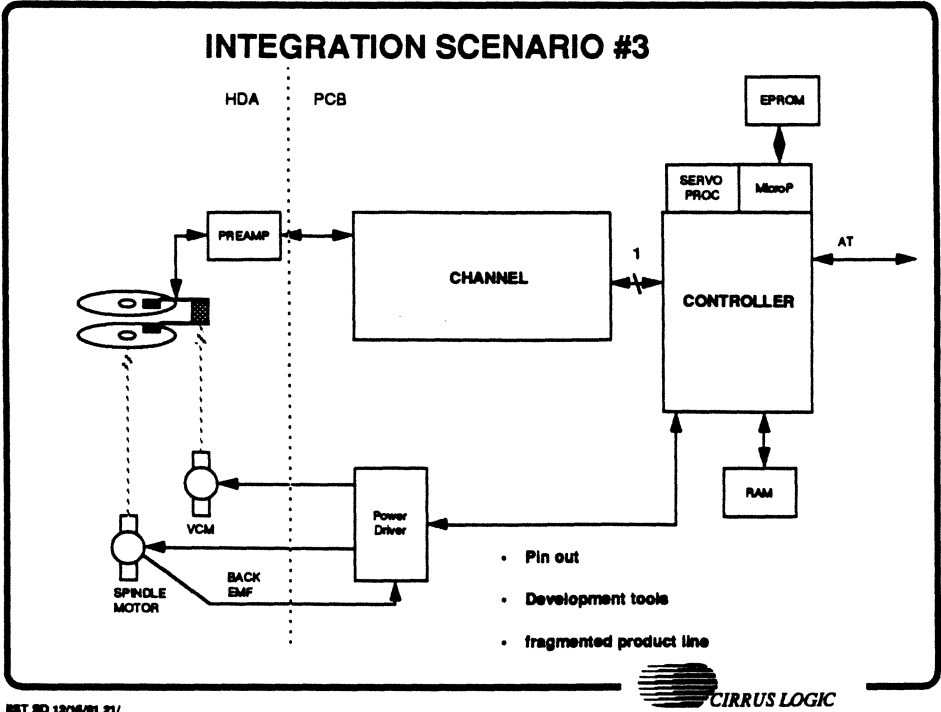 INTEGRATION SCENARIO #3
HDA
PCB
EPROM
SERVO
PROC
MicroP
PREAMP
CHANNEL
1
AT
CONTROLLER
VCM
Power
Driver
RAM
SPINDLE
MOTOR
BACK
EMF
• Pin out
• Development tools
• fragmented product line
CIRRUS LOGIC